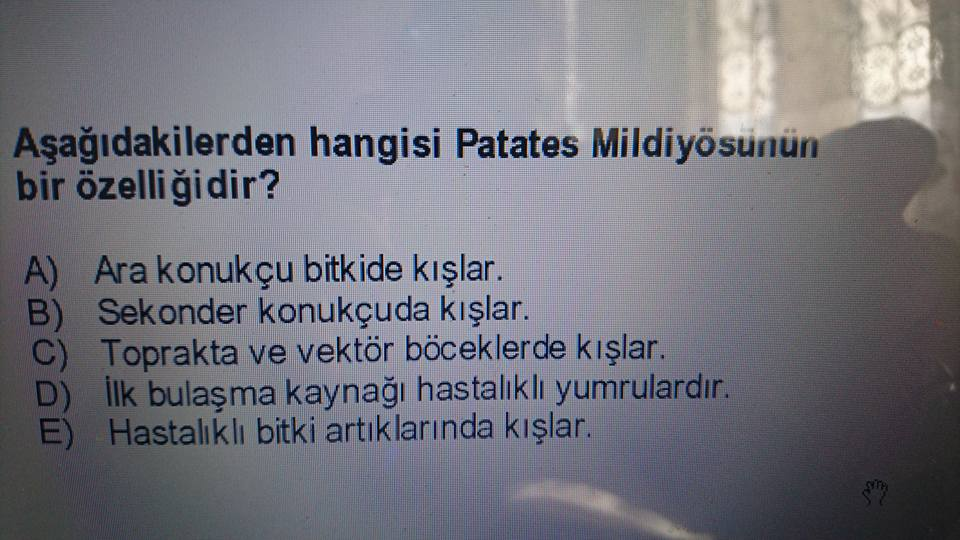 Aşağıdakilerden hangisi Patates Mildiyösünün
bir özelliğidir?
A) Ara konukçu bitkide kışlar.
B) Sekonder konukçuda kışlar.
C) Toprakta ve vektör böceklerde kışlar.
D) İlk bulaşma kaynağı hastalıklı yumrulardır.
E) Hastalıklı bitki artıklarında kışlar.